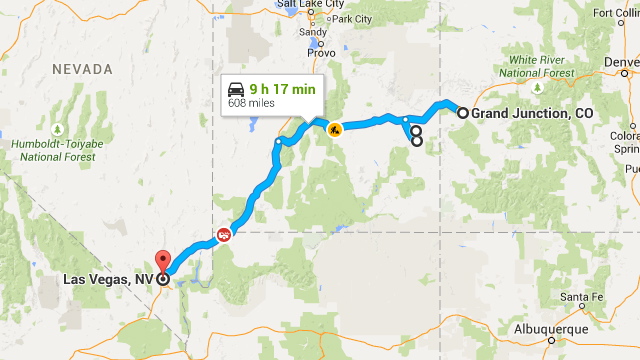 Salt Lake City
Park City
Sandy
Provo
Fort Collin
White River
National Forest
Denve
NEVADA
9 h 17 min
608 miles
Grand Junction, CO
Humboldt-Toiyabe
National Forest
Colora
Sprin
Pu
Las Vegas, NV
Santa Fe
Albuquerque